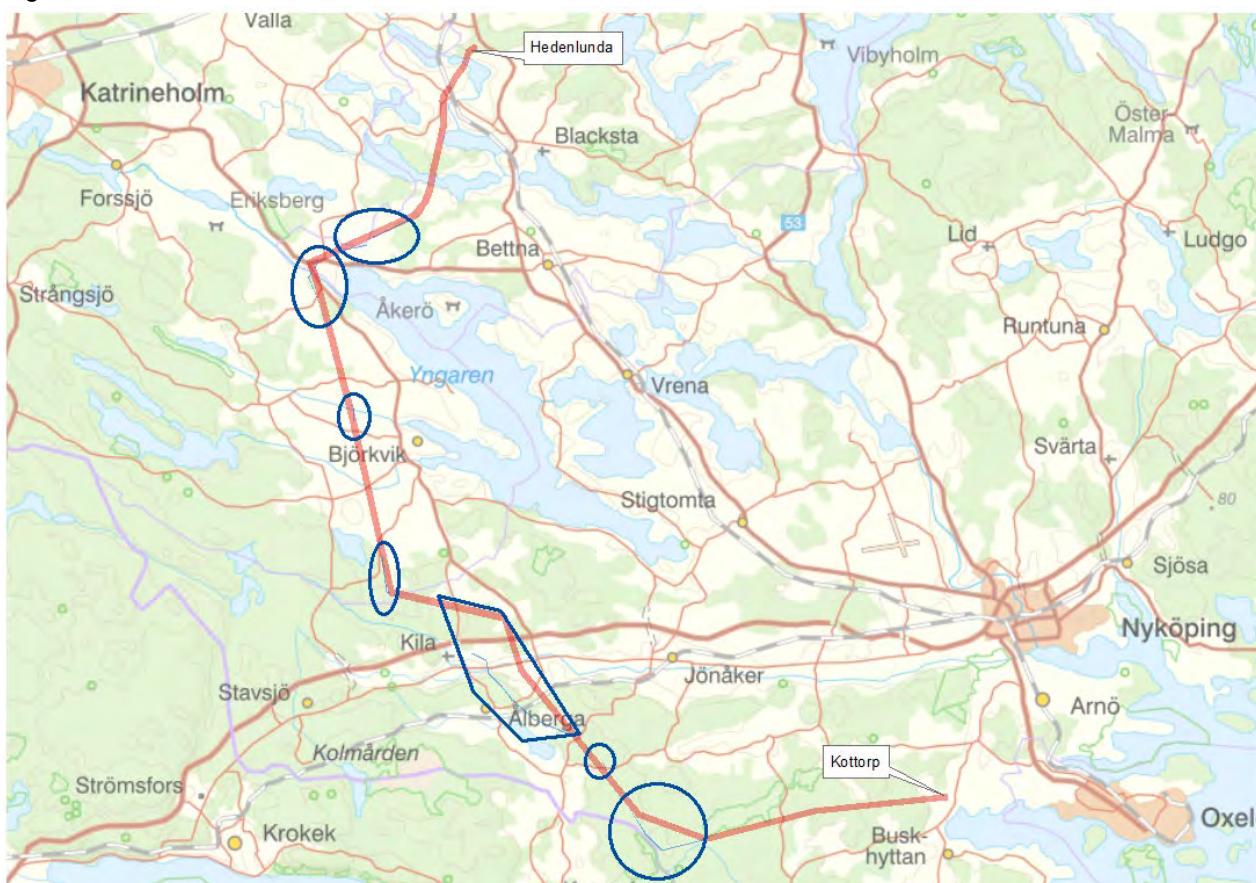 Valla
Hedenlunda
Vibyholm
Katrineholm
Öster
Malma
Blacksta
Forssjö
Eriksberg
53
Lid
Ludgo
Bettna
Strångsjö
Åkerö
Runtuna
Yngaren
Vrena
Björkvik
Svärta
Stigtomta
80
Sjösa
Kila
Nyköping
Jönåker
Stavsjö
Ålberga
Arnö
Kolmården
Kottorp
Strömsfors
Krokek
Oxel
Busk-
hyttan